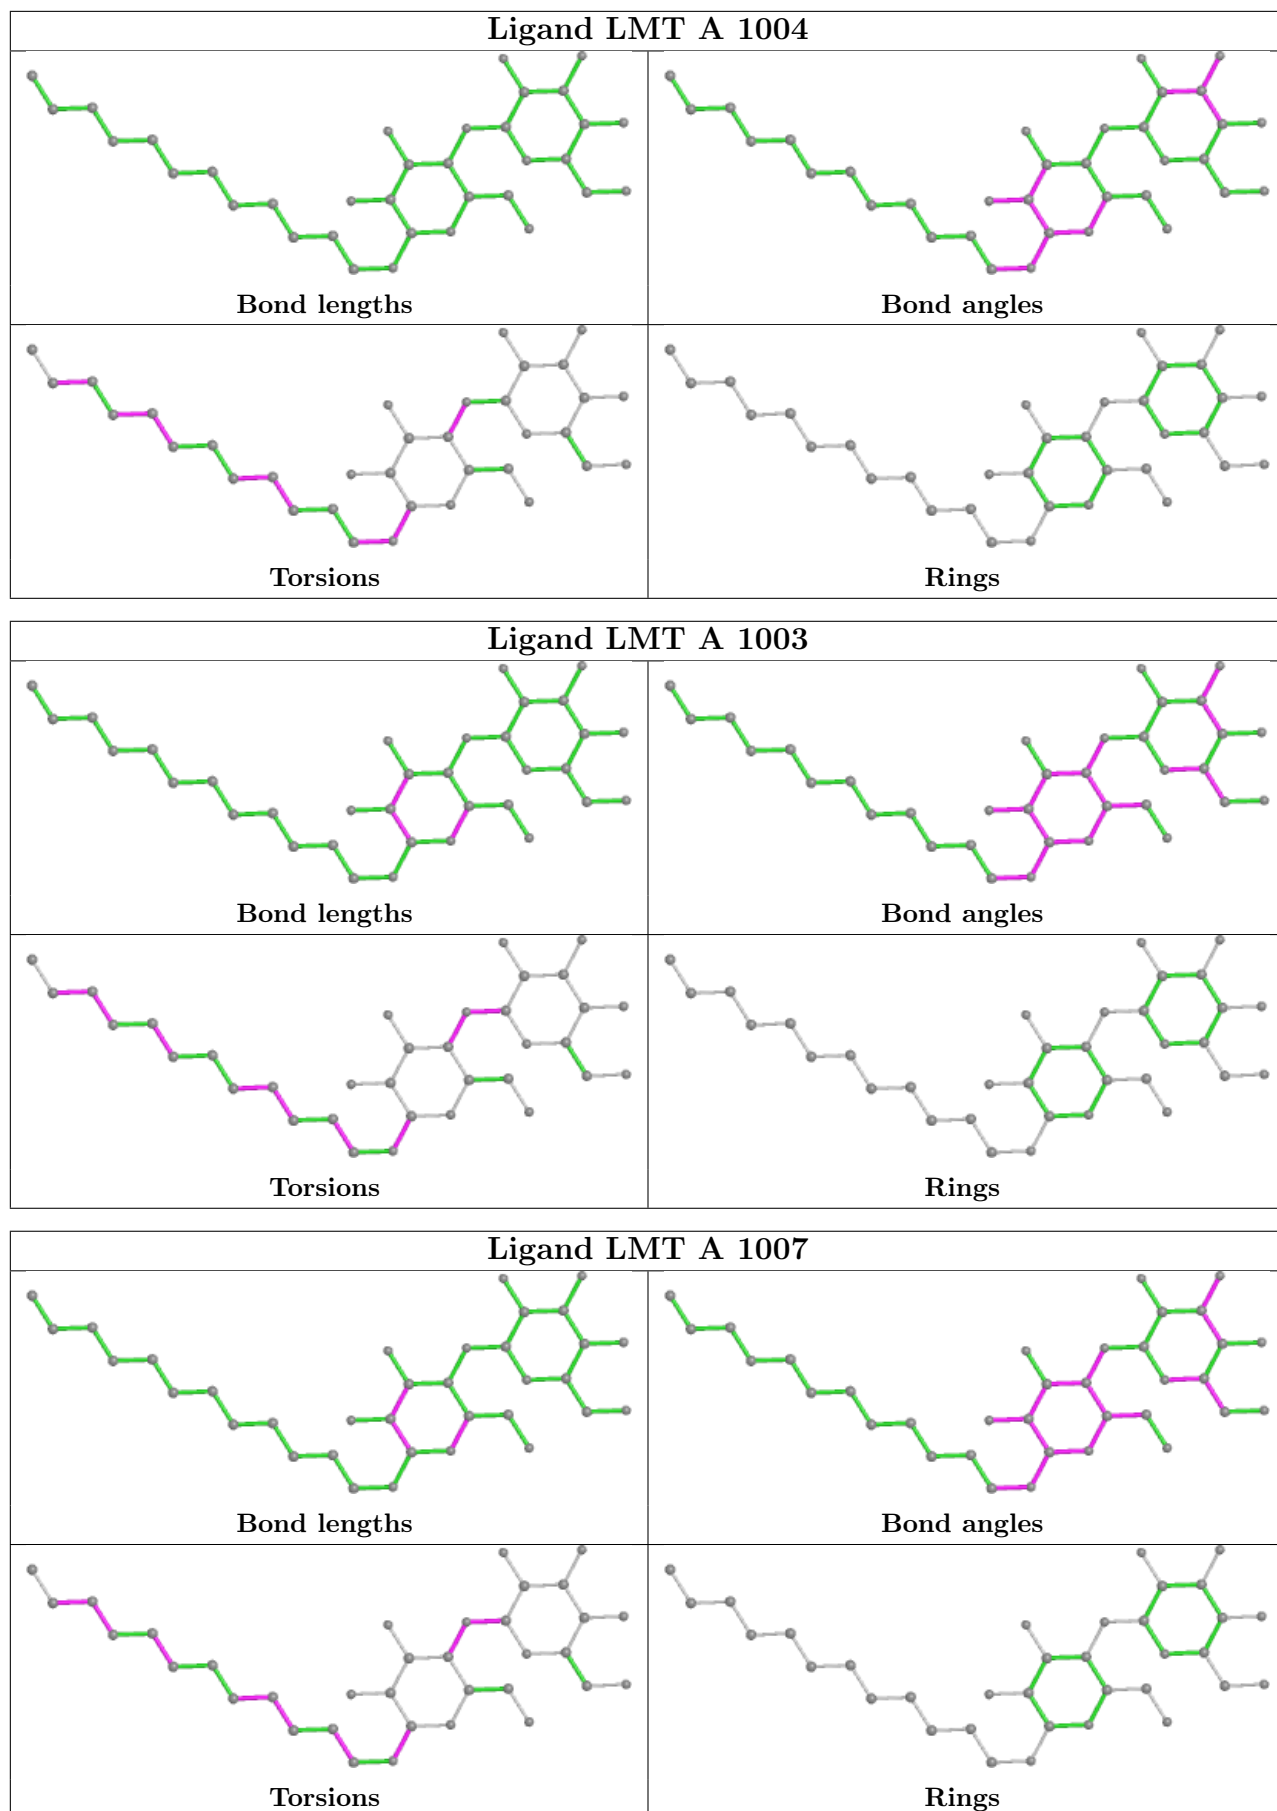 Ligand LMT A 1004
Bond lengths
Bond angles
Torsions
Rings
Ligand LMT A 1003
Bond lengths
Bond angles
Torsions
Rings
Ligand LMT A 1007
Bond lengths
Bond angles
Torsions
Rings